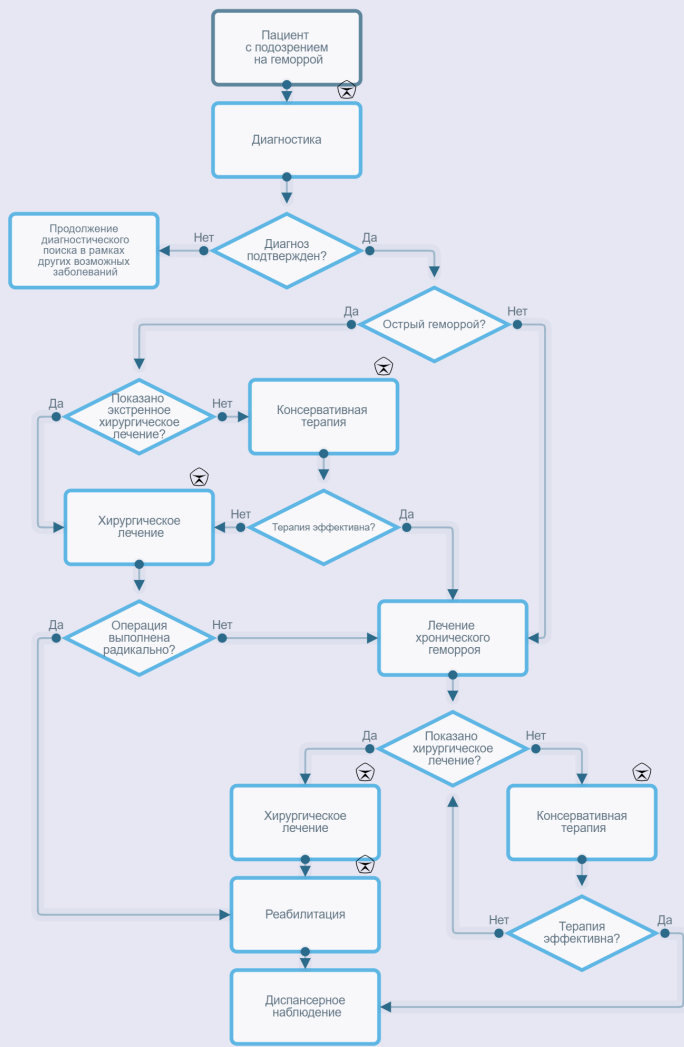 Пациент
с подозрением
на геморрой
Диагностика
Диагноз
подтвержден?
Нет
Да
Продолжение
диагностического
поиска в рамках
других возможных
заболеваний
Острый геморрой?
Да
Нет
Показано
экстренное
хирургическое
лечение?
Да
Нет
Консервативная
терапия
Хирургическое
лечение
Терапия эффективна?
Нет
Да
Операция
выполнена
радикально?
Да
Нет
Лечение
хронического
геморроя
Показано
хирургическое
лечение?
Да
Нет
Хирургическое
лечение
Консервативная
терапия
Реабилитация
Терапия
эффективна?
Нет
Да
Диспансерное
наблюдение